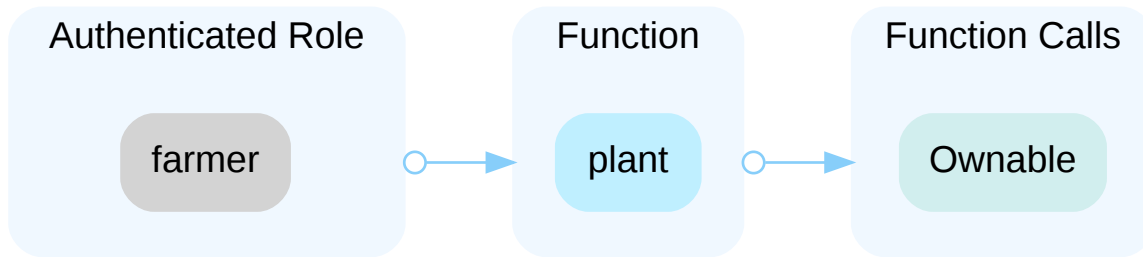 Authenticated Role
farmer
Function
plant
Function Calls
Ownable